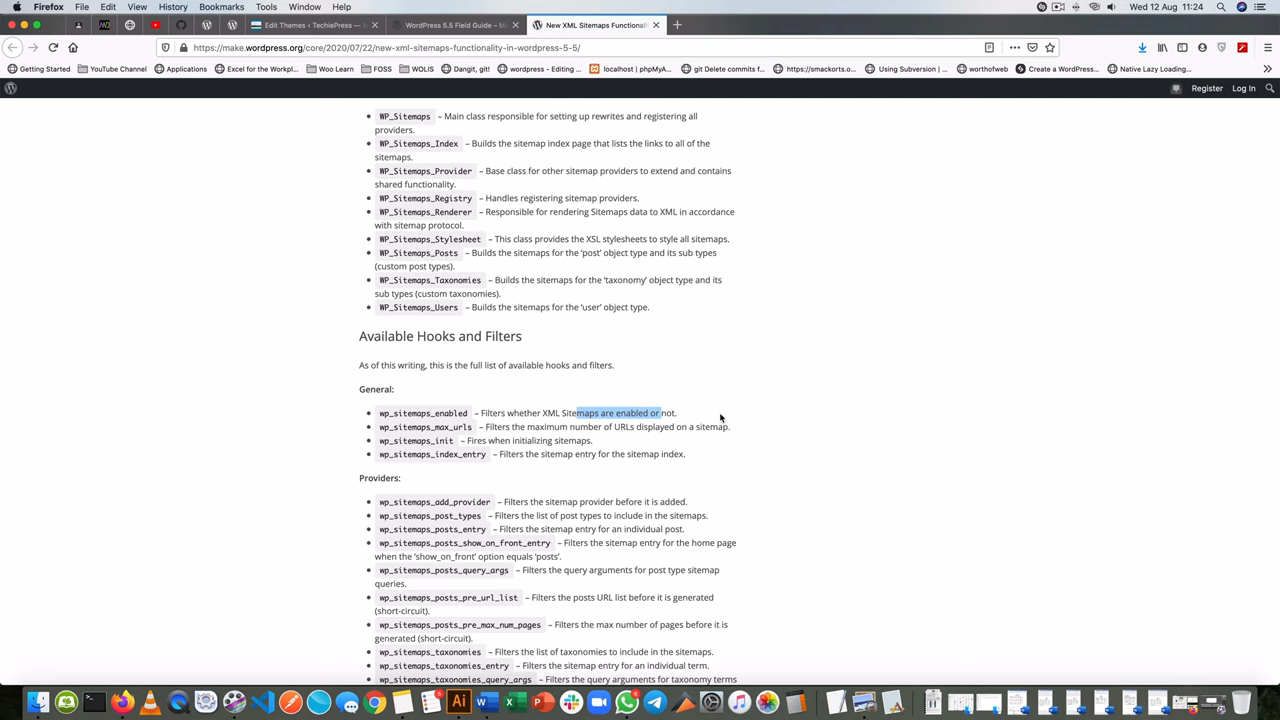 Firefox File Edit View History Bookmarks Tools Window Help Wed 12 Aug 11:24
Edit Themes ‹ TechiePress — WordPress 5.5 Field Guide – M New XML Sitemaps Functionalit
https://make.wordpress.org/core/2020/07/22/new-xml-sitemaps-functionality-in-wordpress-5-5/
Getting Started YouTube Channel Applications Excel for the Workpl... Woo Learn FOSS WOLIS Dangit, git! wordpress - Editing ... localhost | phpMyA... git Delete commits f... https://smackorts.o... Using Subversion | ... worthofweb Create a WordPress... Native Lazy Loading...
Register Log In
WP_Sitemaps – Main class responsible for setting up rewrites and registering all
providers.
WP_Sitemaps_Index – Builds the sitemap index page that lists the links to all of the
sitemaps.
WP_Sitemaps_Provider – Base class for other sitemap providers to extend and contains
shared functionality.
WP_Sitemaps_Registry – Handles registering sitemap providers.
WP_Sitemaps_Renderer – Responsible for rendering Sitemaps data to XML in accordance
with sitemap protocol.
WP_Sitemaps_Stylesheet – This class provides the XSL stylesheets to style all sitemaps.
WP_Sitemaps_Posts – Builds the sitemaps for the ‘post’ object type and its sub types
(custom post types).
WP_Sitemaps_Taxonomies – Builds the sitemaps for the ‘taxonomy’ object type and its
sub types (custom taxonomies).
WP_Sitemaps_Users – Builds the sitemaps for the ‘user’ object type.
Available Hooks and Filters
As of this writing, this is the full list of available hooks and filters.
General:
wp_sitemaps_enabled – Filters whether XML Sitemaps are enabled or not.
wp_sitemaps_max_urls – Filters the maximum number of URLs displayed on a sitemap.
wp_sitemaps_init – Fires when initializing sitemaps.
wp_sitemaps_index_entry – Filters the sitemap entry for the sitemap index.
Providers:
wp_sitemaps_add_provider – Filters the sitemap provider before it is added.
wp_sitemaps_post_types – Filters the list of post types to include in the sitemaps.
wp_sitemaps_posts_entry – Filters the sitemap entry for an individual post.
wp_sitemaps_posts_show_on_front_entry – Filters the sitemap entry for the home page
when the ‘show_on_front’ option equals ‘posts’.
wp_sitemaps_posts_query_args – Filters the query arguments for post type sitemap
queries.
wp_sitemaps_posts_pre_url_list – Filters the posts URL list before it is generated
(short-circuit).
wp_sitemaps_posts_pre_max_num_pages – Filters the max number of pages before it is
generated (short-circuit).
wp_sitemaps_taxonomies – Filters the list of taxonomies to include in the sitemaps.
wp_sitemaps_taxonomies_entry – Filters the sitemap entry for an individual term.
wp_sitemaps_taxonomies_query_args – Filters the query arguments for taxonomy terms